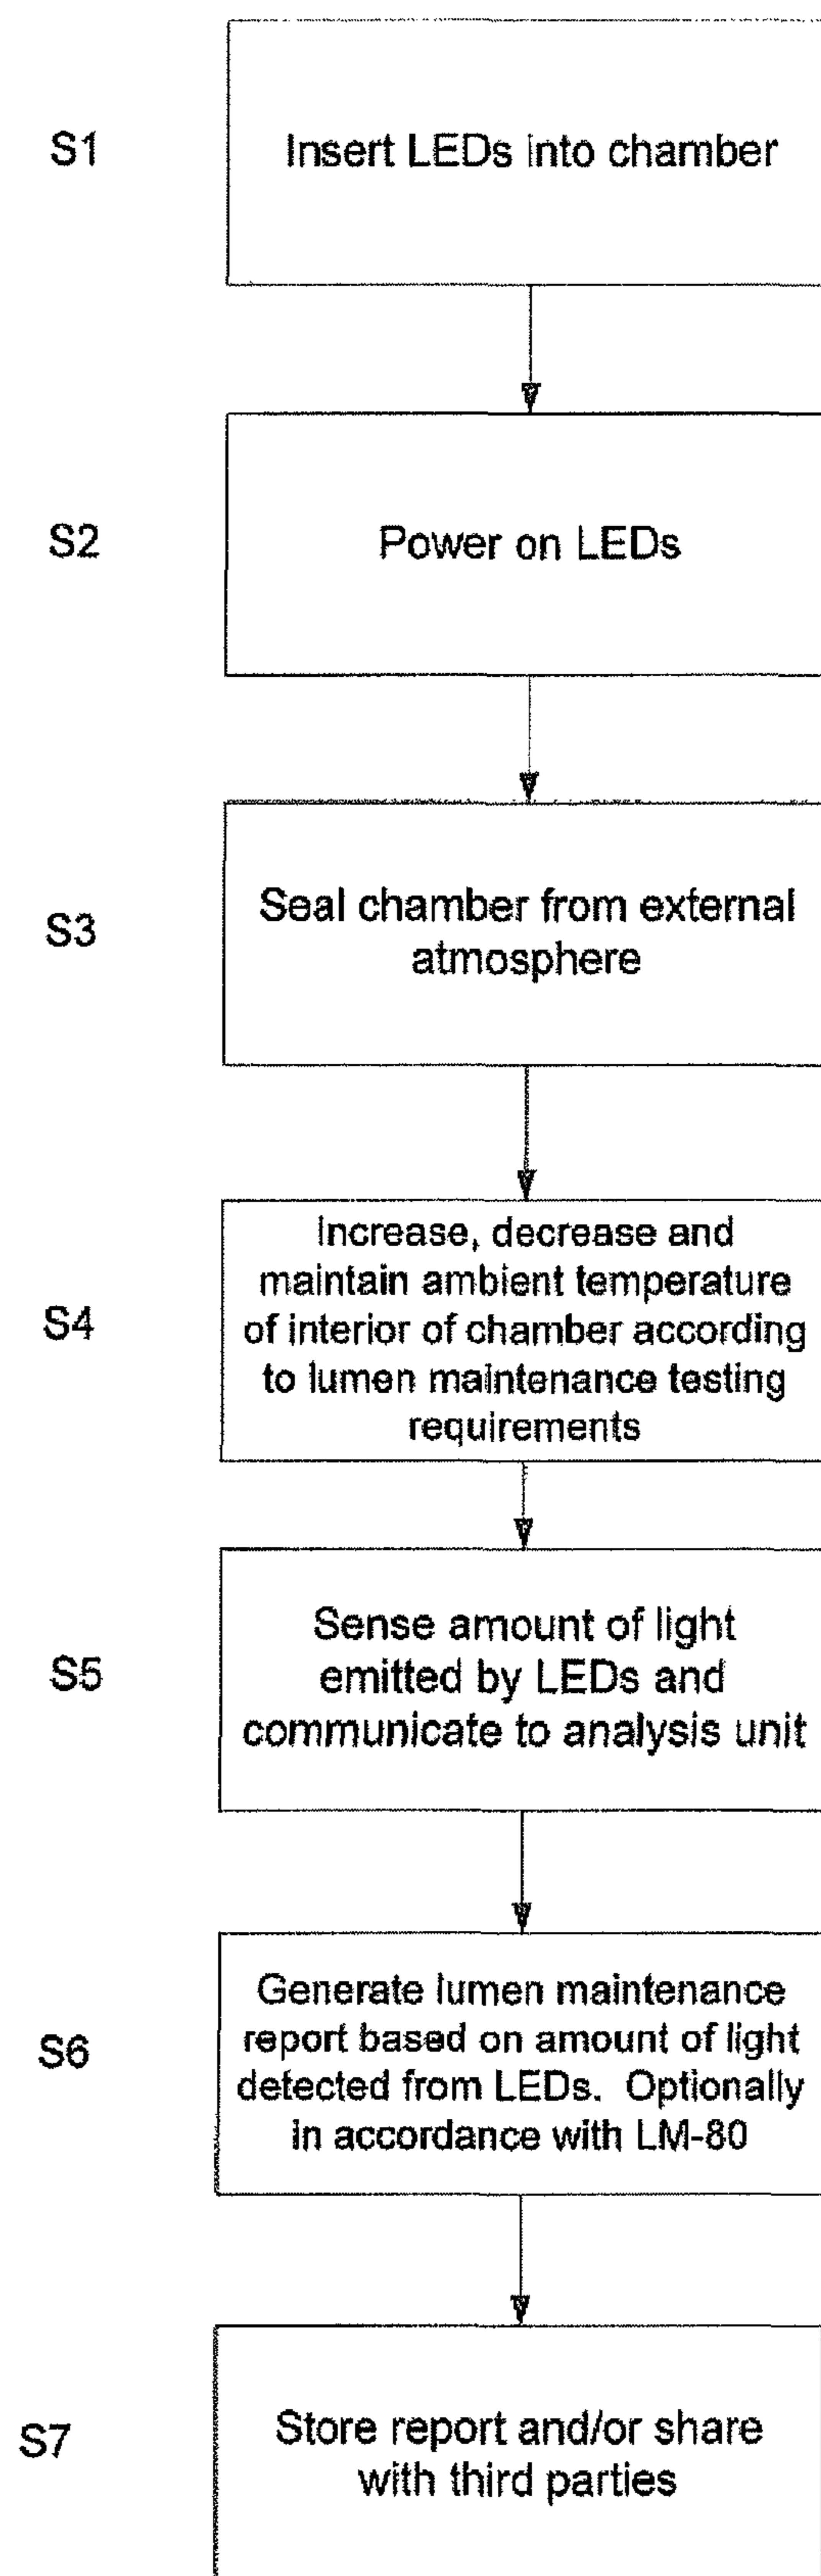 S1
Insert LEDs into chamber
S2
Power on LEDs
S3
Seal chamber from external
atmosphere
S4
Increase, decrease and
maintain ambient temperature
of interior of chamber according
to lumen maintenance testing
requirements
S5
Sense amount of light
emitted by LEDs and
communicate to analysis unit
S6
Generate lumen maintenance
report based on amount of light
detected from LEDs. Optionally
in accordance with LM-80
S7
Store report and/or share
with third parties